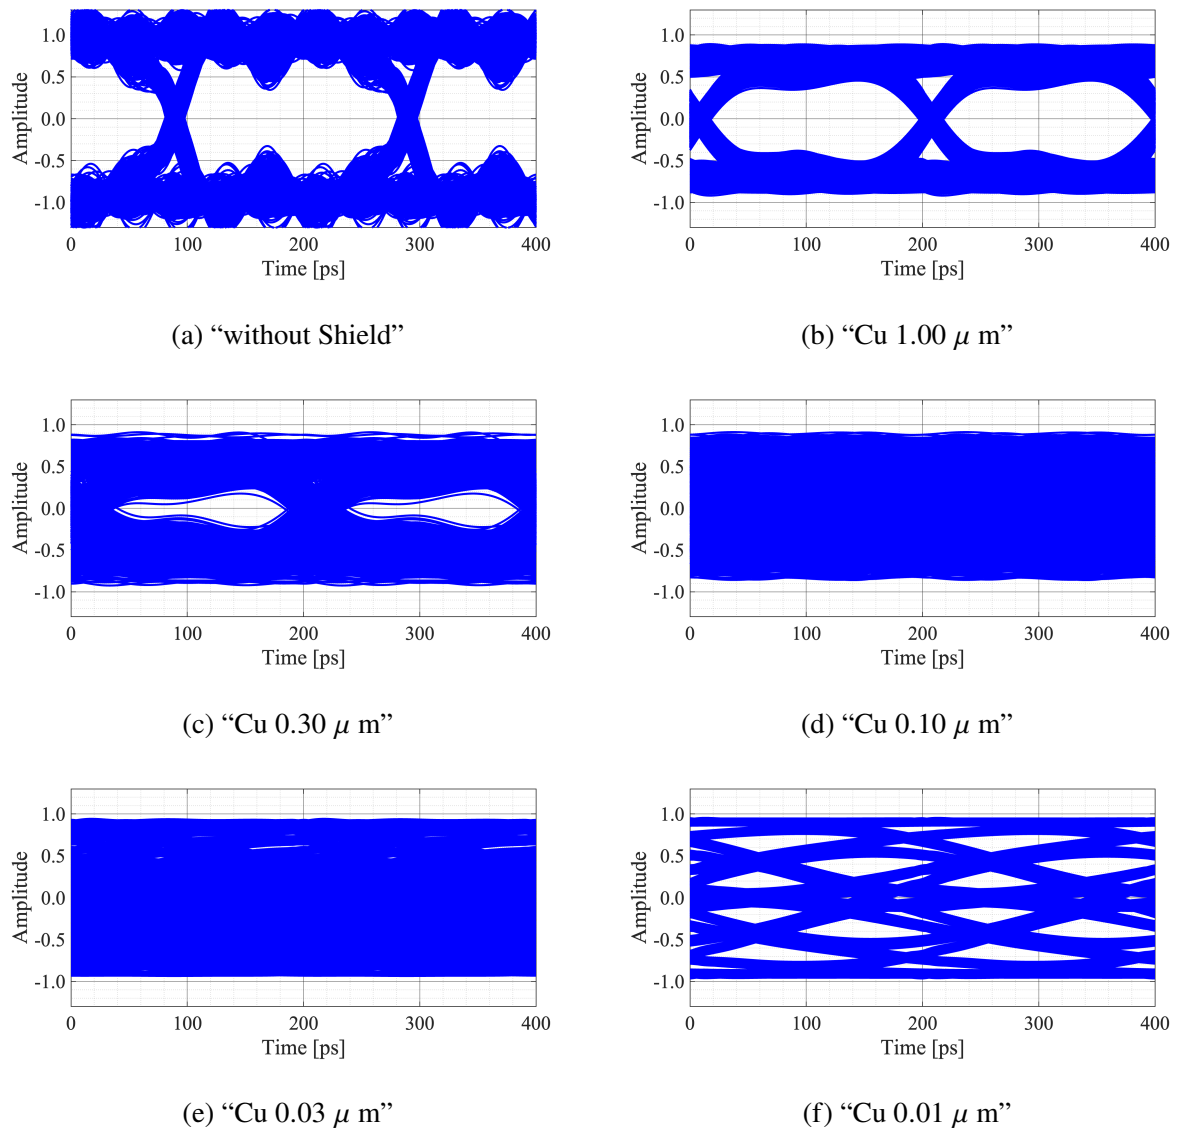 1.0
0.5
0.0
-0.5
-1.0
Amplitude
0 100 200 300 400
Time [ps]
(a) “without Shield”
1.0
0.5
0.0
-0.5
-1.0
Amplitude
0 100 200 300 400
Time [ps]
(b) “Cu 1.00 μ m”
1.0
0.5
0.0
-0.5
-1.0
Amplitude
0 100 200 300 400
Time [ps]
(c) “Cu 0.30 μ m”
1.0
0.5
0.0
-0.5
-1.0
Amplitude
0 100 200 300 400
Time [ps]
(d) “Cu 0.10 μ m”
1.0
0.5
0.0
-0.5
-1.0
Amplitude
0 100 200 300 400
Time [ps]
(e) “Cu 0.03 μ m”
1.0
0.5
0.0
-0.5
-1.0
Amplitude
0 100 200 300 400
Time [ps]
(f) “Cu 0.01 μ m”